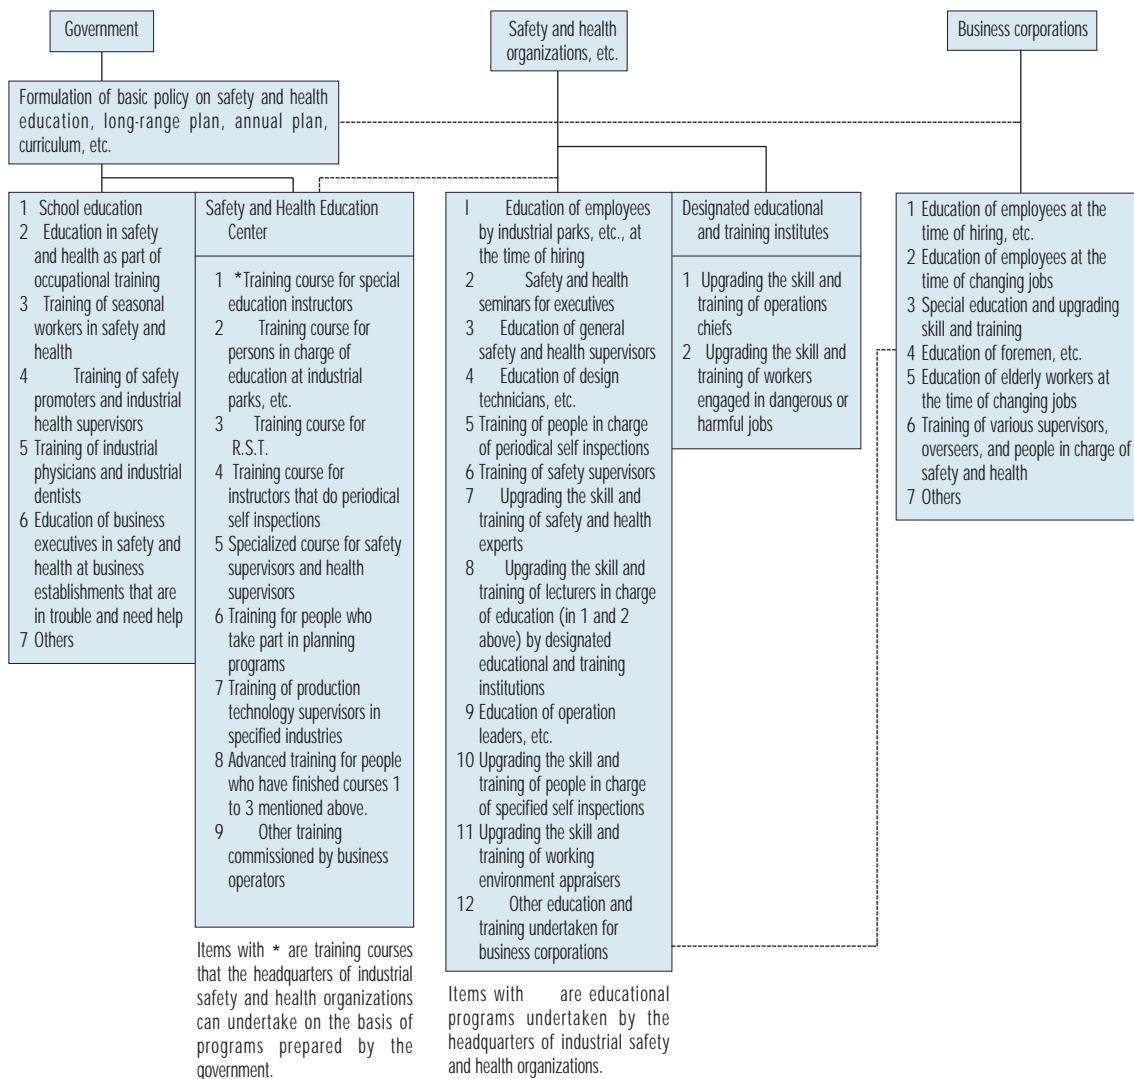 Government
Safety and health
organizations, etc.
Business corporations
Formulation of basic policy on safety and health
education, long-range plan, annual plan,
curriculum, etc.
1 School education
2 Education in safety
and health as part of
occupational training
3 Training of seasonal
workers in safety and
health
4 Training of safety
promoters and industrial
health supervisors
5 Training of industrial
physicians and industrial
dentists
6 Education of business
executives in safety and
health at business
establishments that are
in trouble and need help
7 Others
Safety and Health Education
Center
1 *Training course for special
education instructors
2 Training course for
persons in charge of
education at industrial
parks, etc.
3 Training course for
R.S.T.
4 Training course for
instructors that do periodical
self inspections
5 Specialized course for safety
supervisors and health
supervisors
6 Training for people who
take part in planning
programs
7 Training of production
technology supervisors in
specified industries
8 Advanced training for people
who have finished courses 1
to 3 mentioned above.
9 Other training
commissioned by business
operators
Items with * are training courses
that the headquarters of industrial
safety and health organizations
can undertake on the basis of
programs prepared by the
government.
I Education of employees
by industrial parks, etc., at
the time of hiring
2 Safety and health
seminars for executives
3 Education of general
safety and health supervisors
4 Education of design
technicians, etc.
5 Training of people in charge
of periodical self inspections
6 Training of safety supervisors
7 Upgrading the skill and
training of safety and health
experts
8 Upgrading the skill and
training of lecturers in charge
of education (in 1 and 2
above) by designated
educational and training
institutions
9 Education of operation
leaders, etc.
10 Upgrading the skill and
training of people in charge
of specified self inspections
11 Upgrading the skill and
training of working
environment appraisers
12 Other education and
training undertaken for
business corporations
Items with are educational
programs undertaken by the
headquarters of industrial safety
and health organizations.
Designated educational
and training institutes
1 Upgrading the skill and
training of operations
chiefs
2 Upgrading the skill and
training of workers
engaged in dangerous or
harmful jobs
1 Education of employees at the
time of hiring, etc.
2 Education of employees at the
time of changing jobs
3 Special education and upgrading
skill and training
4 Education of foremen, etc.
5 Education of elderly workers at
the time of changing jobs
6 Training of various supervisors,
overseers, and people in charge of
safety and health
7 Others